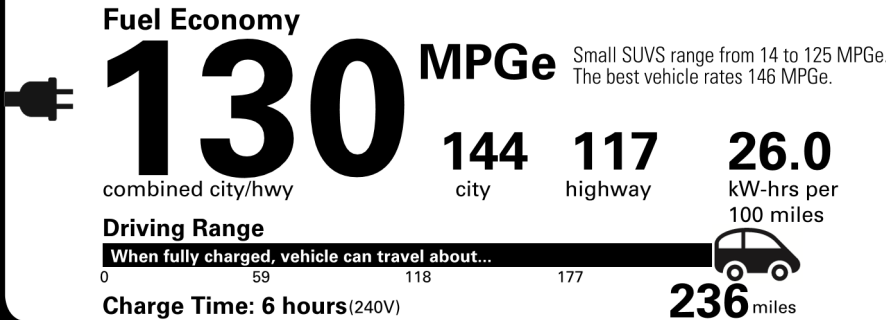 Fuel Economy
130 MPGe
Small SUVS range from 14 to 125 MPGe.
The best vehicle rates 146 MPGe.
combined city/hwy
144 city
117 highway
26.0 kW-hrs per
100 miles
Driving Range
When fully charged, vehicle can travel about...
0 59 118 177
236 miles
Charge Time: 6 hours (240V)